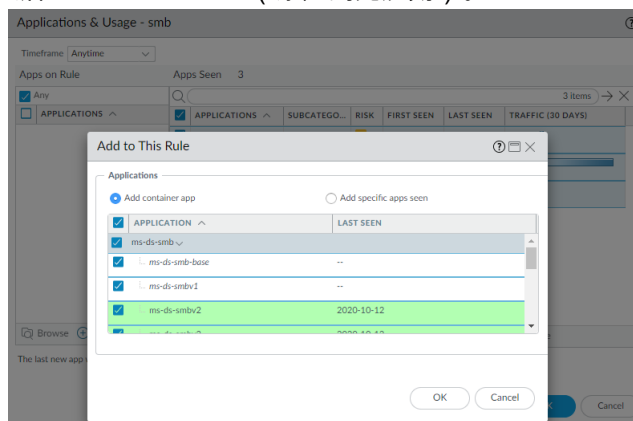 Applications & Usage - smb
Timeframe Anytime
Apps on Rule
Apps Seen 3
Any
3 items
APPLICATIONS
APPLICATIONS SUBCATEGO... RISK FIRST SEEN LAST SEEN TRAFFIC (30 DAYS)
Add to This Rule
Applications
Add container app
Add specific apps seen
APPLICATION LAST SEEN
ms-ds-smb
ms-ds-smb-base --
ms-ds-smbv1 --
ms-ds-smbv2 2020-10-12
Browse
The last new app
OK Cancel
Cancel